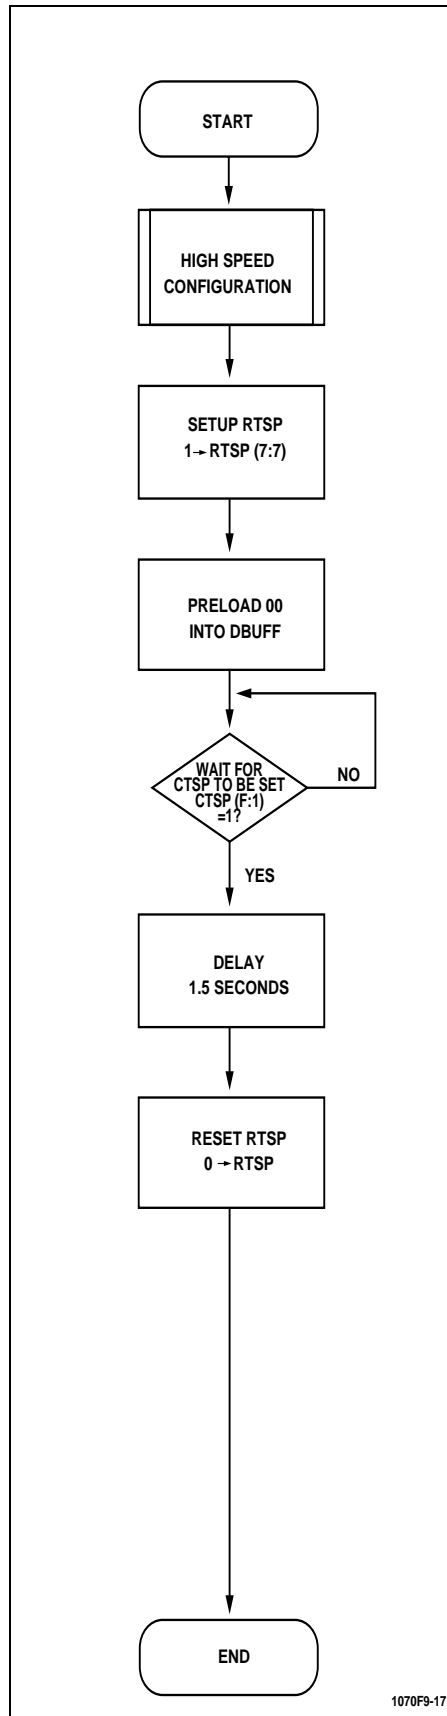 START
HIGH SPEED
CONFIGURATION
SETUP RTSP
1→ RTSP (7:7)
PRELOAD 00
INTO DBUFF
WAIT FOR
CTSP TO BE SET
CTSP (F:1)
=1?
NO
YES
DELAY
1.5 SECONDS
RESET RTSP
0 → RTSP
END
1070F9-17